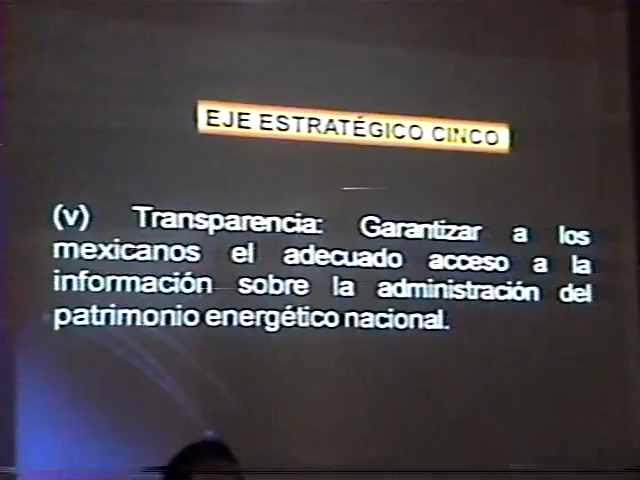 EJE ESTRATÉGICO CINCO
(v) Transparencia: Garantizar a los
mexicanos el adecuado acceso a la
información sobre la administración del
patrimonio energético nacional.